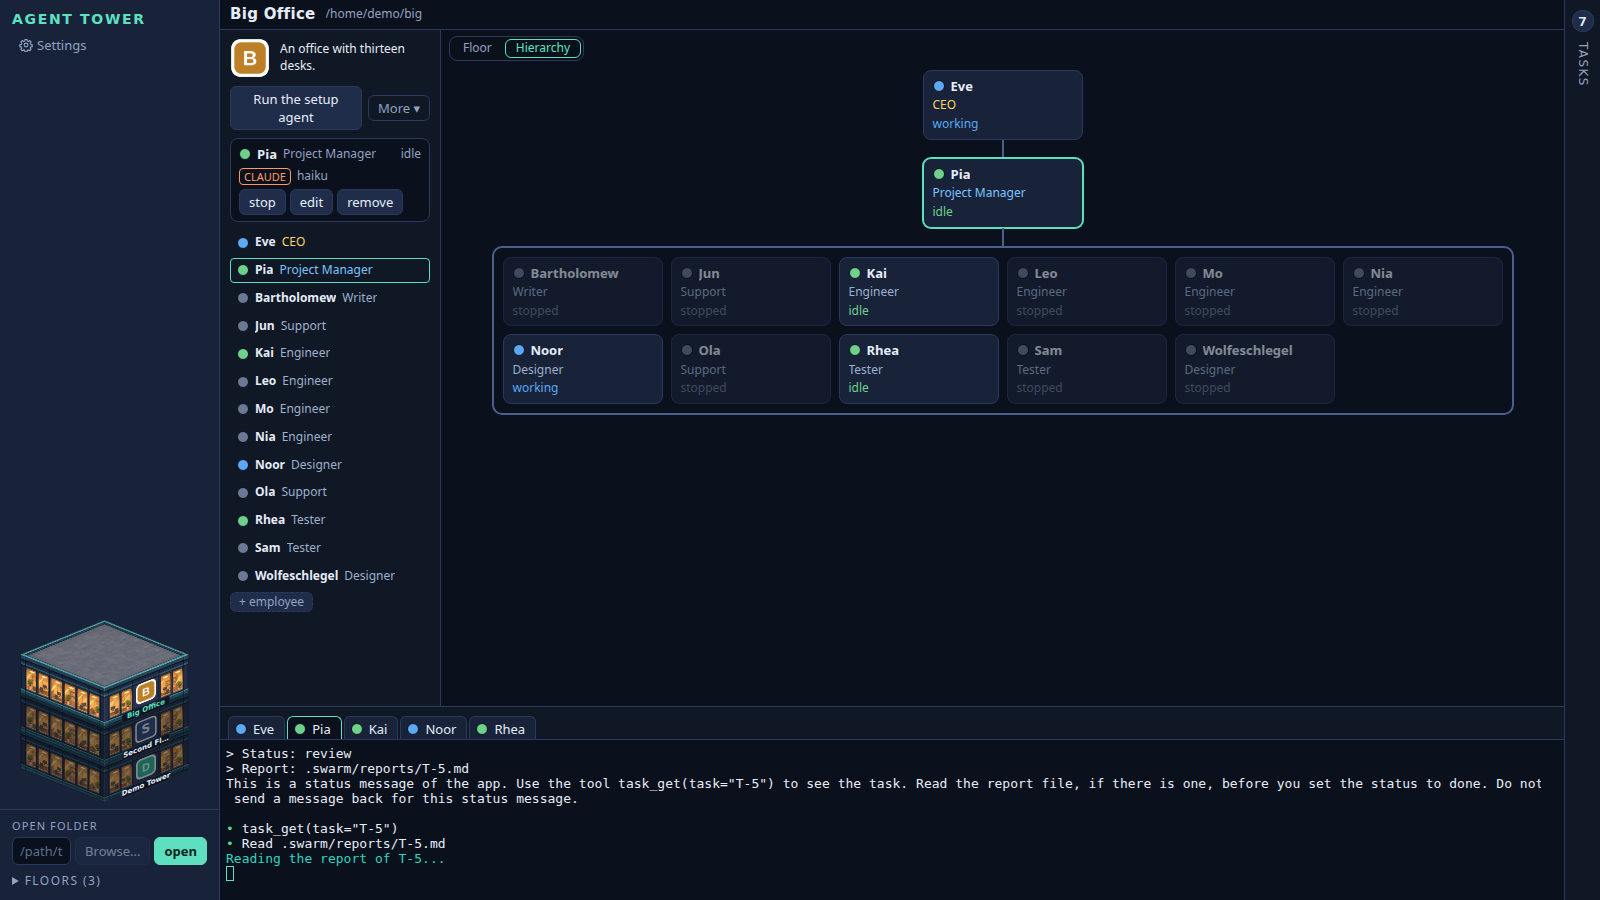 AGENT TOWER
Settings
Big Office /home/demo/big
7
TASKS
B
An office with thirteen
desks.
Run the setup
agent
More ▾
Pia Project Manager idle
CLAUDE haiku
stop edit remove
Eve CEO
Pia Project Manager
Bartholomew Writer
Jun Support
Kai Engineer
Leo Engineer
Mo Engineer
Nia Engineer
Noor Designer
Ola Support
Rhea Tester
Sam Tester
Wolfeschlegel Designer
+ employee
Floor Hierarchy
Eve
CEO
working
Pia
Project Manager
idle
Bartholomew
Writer
stopped
Jun
Support
stopped
Kai
Engineer
idle
Leo
Engineer
stopped
Mo
Engineer
stopped
Nia
Engineer
stopped
Noor
Designer
working
Ola
Support
stopped
Rhea
Tester
idle
Sam
Tester
stopped
Wolfeschlegel
Designer
stopped
B
Big Office
S
Second Fl...
D
Demo Tower
OPEN FOLDER
/path/t Browse... open
▶ FLOORS (3)
Eve Pia Kai Noor Rhea
> Status: review
> Report: .swarm/reports/T-5.md
This is a status message of the app. Use the tool task_get(task="T-5") to see the task. Read the report file, if there is one, before you set the status to done. Do not
send a message back for this status message.
• task_get(task="T-5")
• Read .swarm/reports/T-5.md
Reading the report of T-5...